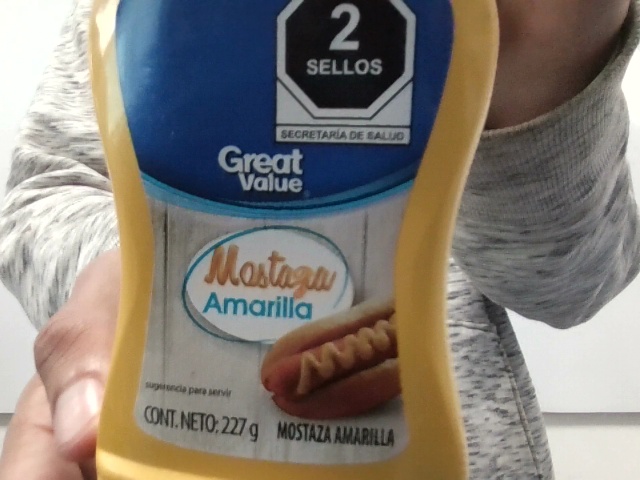 2
SELLOS
SECRETARÍA DE SALUD
Great
Value
Mostaza
Amarilla
sugerencia para servir
CONT. NETO: 227 g
MOSTAZA AMARILLA